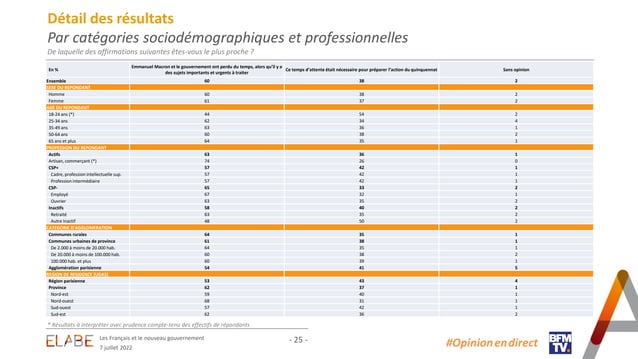 Détail des résultats
Par catégories sociodémographiques et professionnelles
De laquelle des affirmations suivantes êtes-vous le plus proche ?
En % Emmanuel Macron et le gouvernement ont perdu du temps, alors qu'il y a des sujets importants et urgents à traiter Ce temps d'attente était nécessaire pour préparer l'action du quinquennat Sans opinion
Ensemble 60 38 2
SEXE DU REPONDANT
Homme 60 38 2
Femme 61 37 2
AGE DU REPONDANT
18-24 ans (*) 44 54 2
25-34 ans 62 34 4
35-49 ans 63 36 1
50-64 ans 60 38 2
65 ans et plus 64 35 1
PROFESSION DU REPONDANT
Actifs 63 36 1
Artisan, commerçant (*) 74 26 0
CSP+ 57 42 1
Cadre, profession intellectuelle sup. 57 42 1
Profession intermédiaire 57 42 1
CSP- 65 33 2
Employé 67 32 1
Ouvrier 63 35 2
Inactifs 58 40 2
Retraité 63 35 2
Autre inactif 48 50 2
CATEGORIE D'AGGLOMERATION
Communes rurales 64 35 1
Communes urbaines de province 61 38 1
De 2.000 à moins de 20.000 hab. 64 35 1
De 20.000 à moins de 100.000 hab. 60 38 2
100.000 hab. et plus 60 39 1
Agglomération parisienne 54 41 5
REGION DE RESIDENCE (UDA5)
Région parisienne 53 43 4
Province 62 37 1
Nord-est 59 40 1
Nord-ouest 68 31 1
Sud-ouest 57 42 1
Sud-est 62 36 2
* Résultats à interpréter avec prudence compte-tenu des effectifs de répondants
ELABE
Les Français et le nouveau gouvernement
7 juillet 2022
- 25 -
#Opinion en direct
BFM
TV.